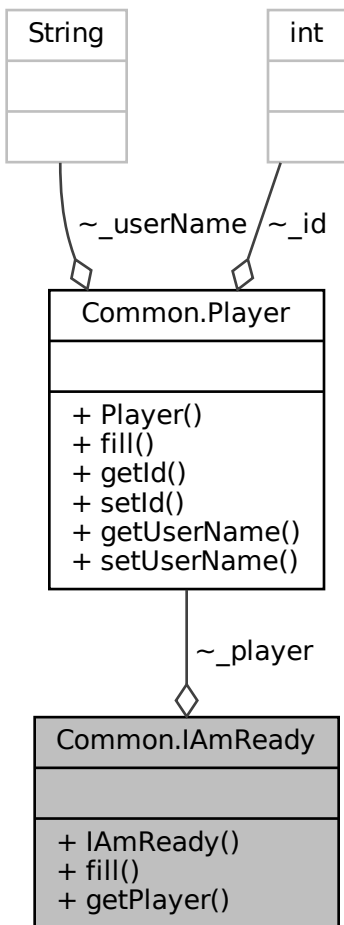 String
int
~_userName
~_id
Common.Player
+ Player()
+ fill()
+ getId()
+ setId()
+ getUserName()
+ setUserName()
~_player
Common.IAmReady
+ IAmReady()
+ fill()
+ getPlayer()